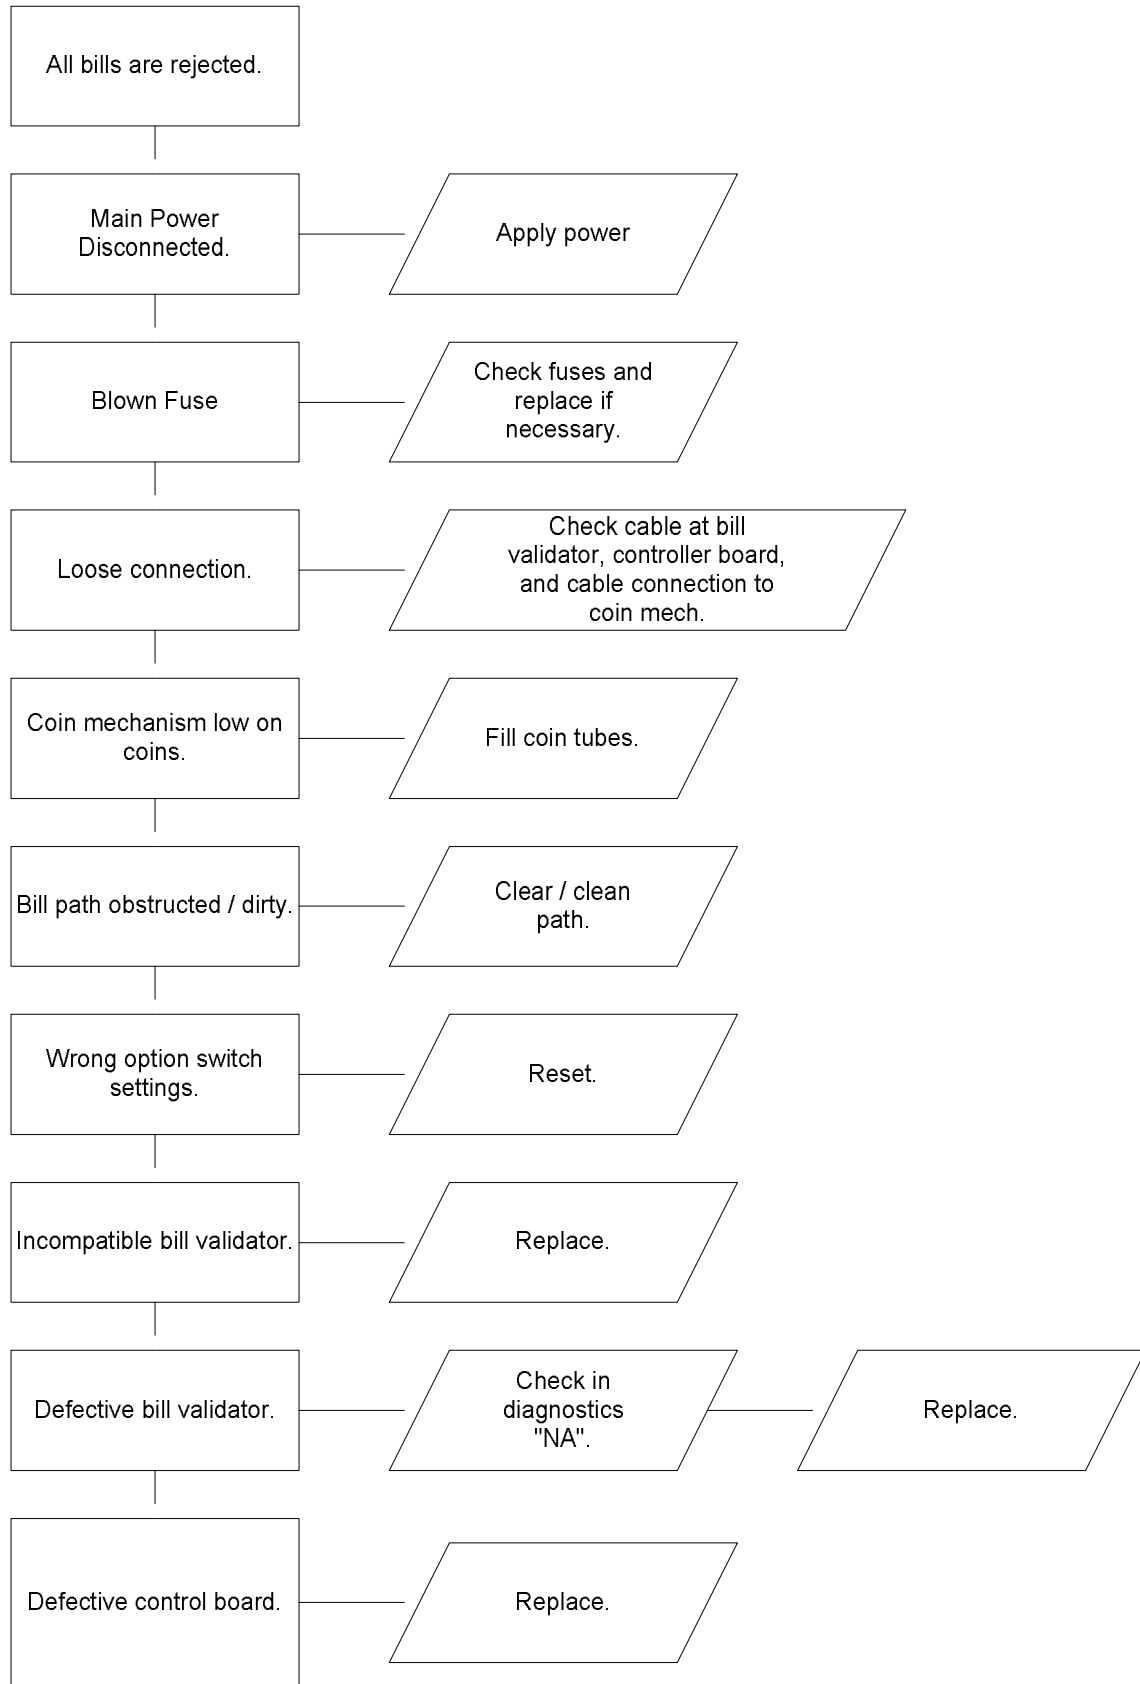 All bills are rejected.
Main Power
Disconnected.
Apply power
Blown Fuse
Check fuses and
replace if
necessary.
Loose connection.
Check cable at bill
validator, controller board,
and cable connection to
coin mech.
Coin mechanism low on
coins.
Fill coin tubes.
Bill path obstructed / dirty.
Clear / clean
path.
Wrong option switch
settings.
Reset.
Incompatible bill validator.
Replace.
Defective bill validator.
Check in
diagnostics
"NA".
Replace.
Defective control board.
Replace.